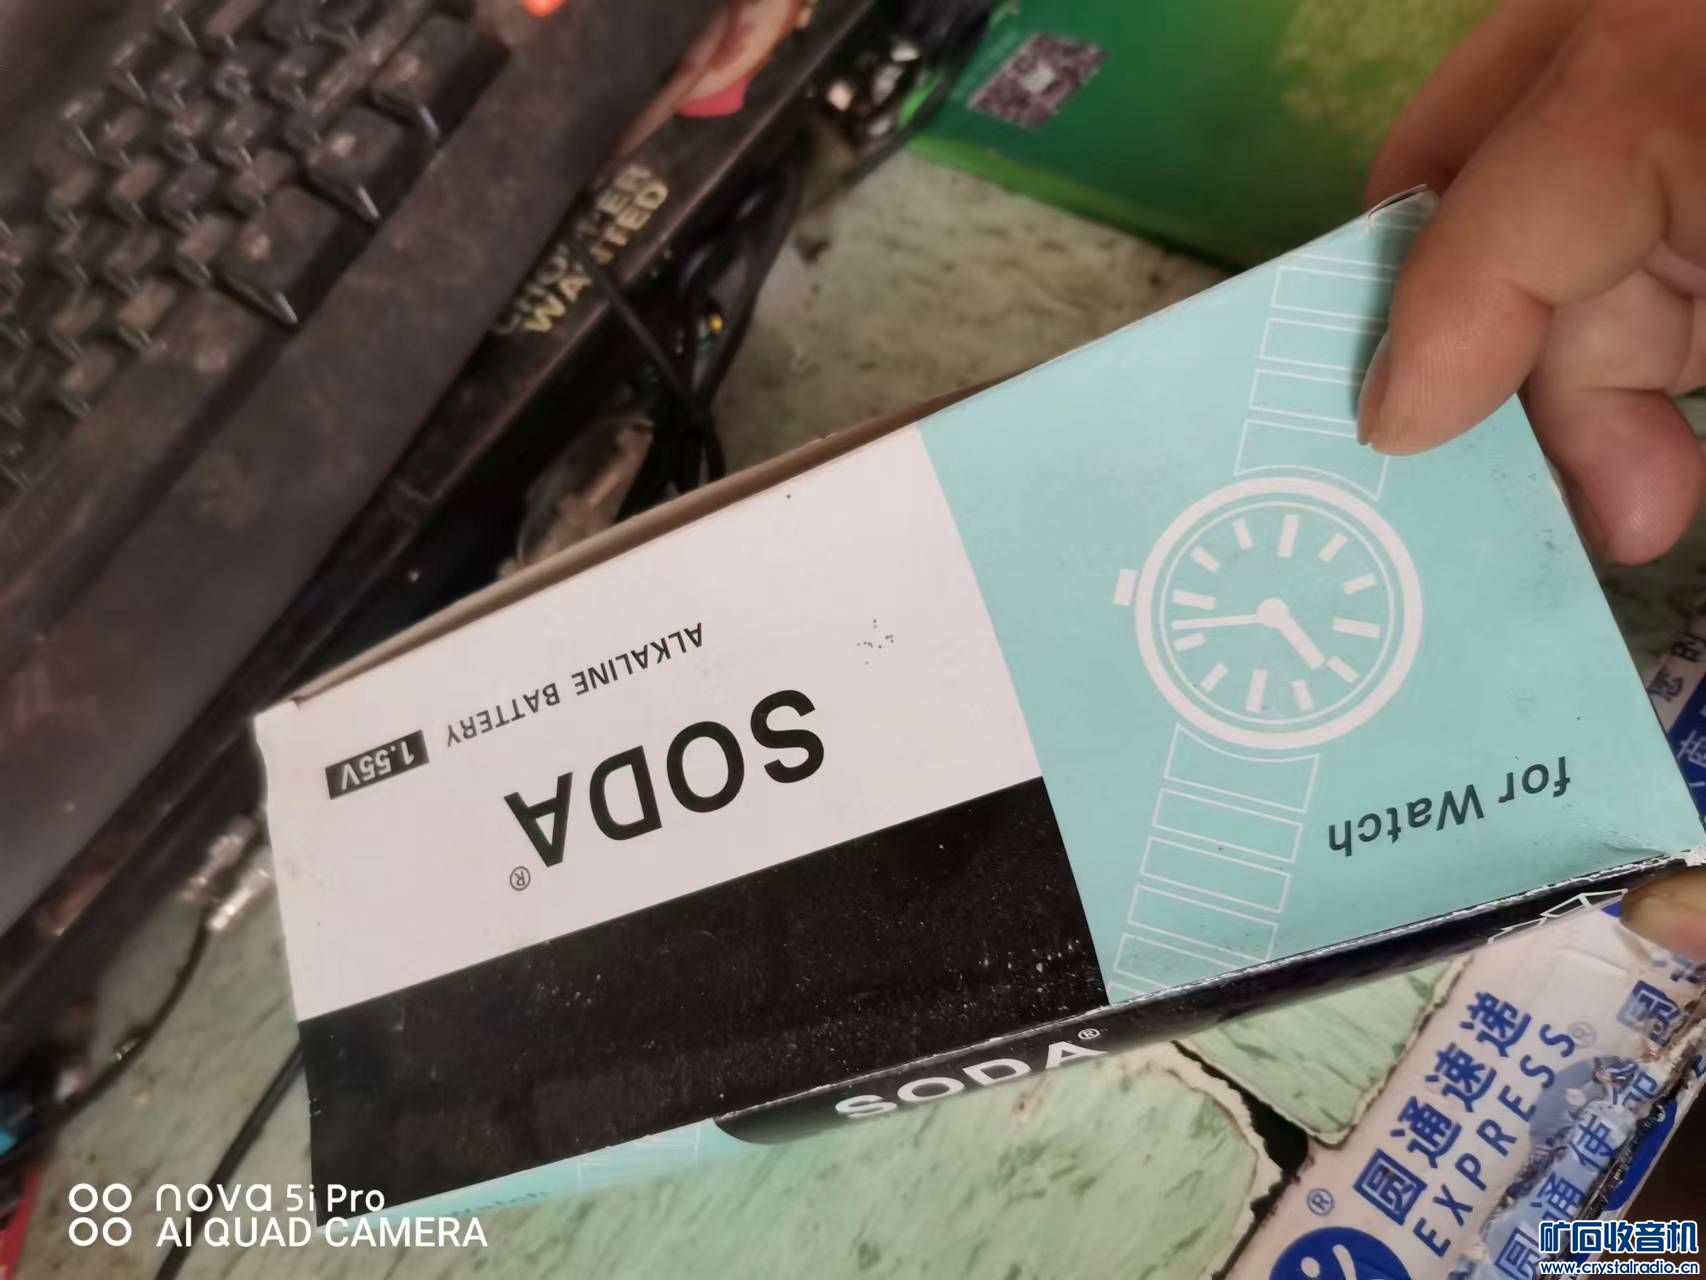 SODA®
ALKALINE BATTERY 1.55V
for Watch
SODA®
WANTED
圆通速递®
EXPRESS
nova 5i Pro
AI QUAD CAMERA
矿石收音机
www.crystalradio.cn